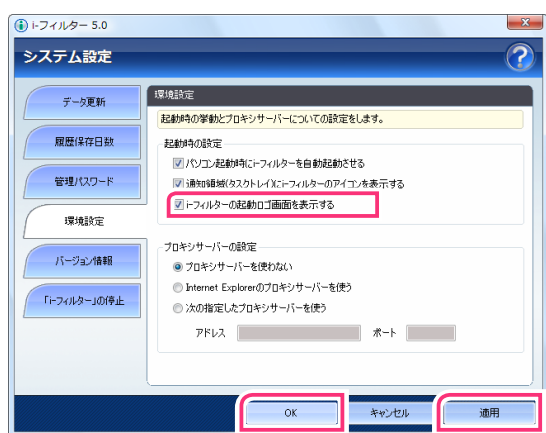 i-フィルター 5.0
システム設定
データ更新
履歴保存日数
管理パスワード
環境設定
バージョン情報
「i-フィルター」の停止
環境設定
起動時の挙動とプロキシサーバーについての設定をします。
起動時の設定
パソコン起動時にi-フィルターを自動起動させる
通知領域(タスクトレイ)にi-フィルターのアイコンを表示する
i-フィルターの起動ロゴ画面を表示する
プロキシサーバーの設定
プロキシサーバーを使わない
Internet Explorerのプロキシサーバーを使う
次の指定したプロキシサーバーを使う
アドレス ポート
OK キャンセル 適用